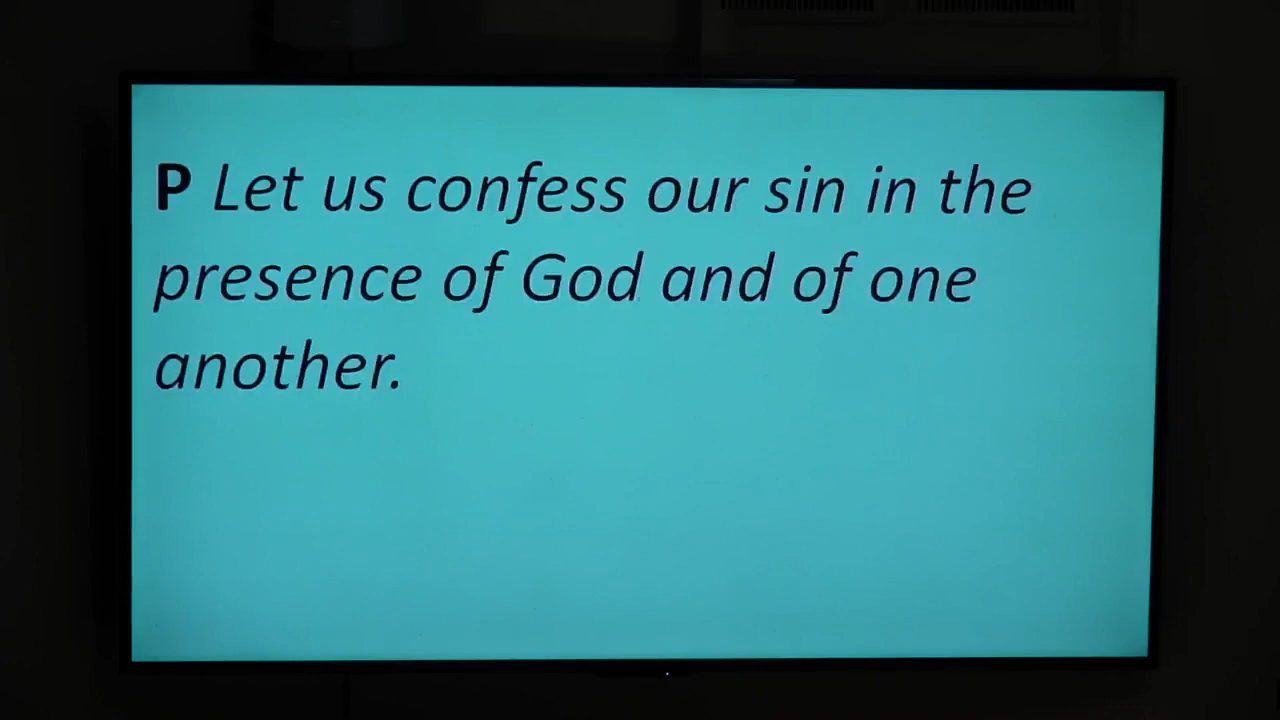 P Let us confess our sin in the
presence of God and of one
another.